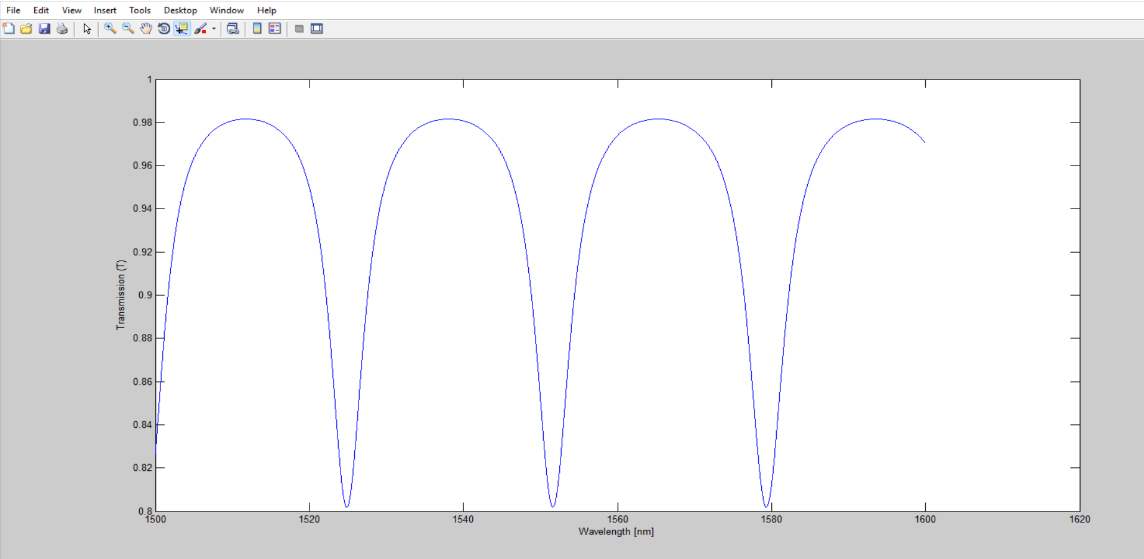 File Edit View Insert Tools Desktop Window Help
1
0.98
0.96
0.94
0.92
0.9
0.88
0.86
0.84
0.82
0.8
Transmission (T)
1500 1520 1540 1560 1580 1600 1620
Wavelength [nm]